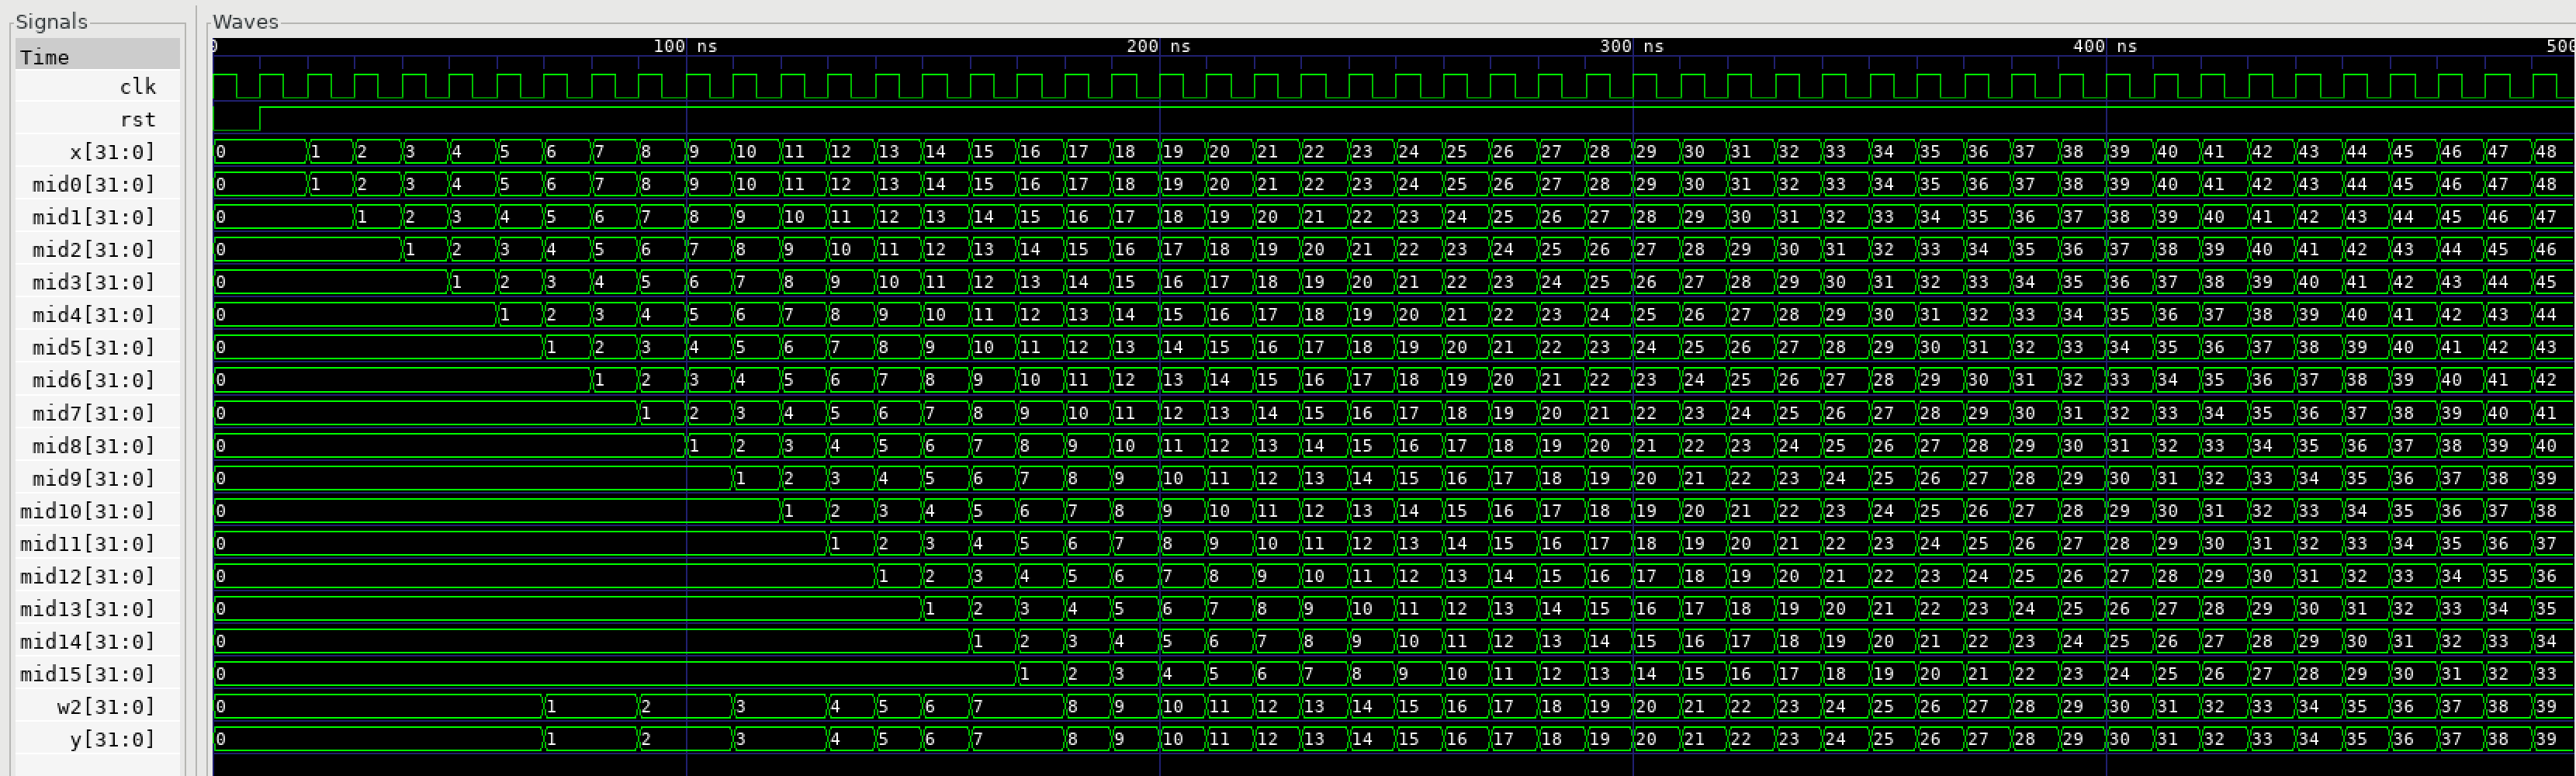 Signals Waves
Time 0 100 ns 200 ns 300 ns 400 ns 500
clk
rst
x[31:0] 0 1 2 3 4 5 6 7 8 9 10 11 12 13 14 15 16 17 18 19 20 21 22 23 24 25 26 27 28 29 30 31 32 33 34 35 36 37 38 39 40 41 42 43 44 45 46 47 48
mid0[31:0] 0 1 2 3 4 5 6 7 8 9 10 11 12 13 14 15 16 17 18 19 20 21 22 23 24 25 26 27 28 29 30 31 32 33 34 35 36 37 38 39 40 41 42 43 44 45 46 47 48
mid1[31:0] 0 1 2 3 4 5 6 7 8 9 10 11 12 13 14 15 16 17 18 19 20 21 22 23 24 25 26 27 28 29 30 31 32 33 34 35 36 37 38 39 40 41 42 43 44 45 46 47
mid2[31:0] 0 1 2 3 4 5 6 7 8 9 10 11 12 13 14 15 16 17 18 19 20 21 22 23 24 25 26 27 28 29 30 31 32 33 34 35 36 37 38 39 40 41 42 43 44 45 46
mid3[31:0] 0 1 2 3 4 5 6 7 8 9 10 11 12 13 14 15 16 17 18 19 20 21 22 23 24 25 26 27 28 29 30 31 32 33 34 35 36 37 38 39 40 41 42 43 44 45
mid4[31:0] 0 1 2 3 4 5 6 7 8 9 10 11 12 13 14 15 16 17 18 19 20 21 22 23 24 25 26 27 28 29 30 31 32 33 34 35 36 37 38 39 40 41 42 43 44
mid5[31:0] 0 1 2 3 4 5 6 7 8 9 10 11 12 13 14 15 16 17 18 19 20 21 22 23 24 25 26 27 28 29 30 31 32 33 34 35 36 37 38 39 40 41 42 43
mid6[31:0] 0 1 2 3 4 5 6 7 8 9 10 11 12 13 14 15 16 17 18 19 20 21 22 23 24 25 26 27 28 29 30 31 32 33 34 35 36 37 38 39 40 41 42
mid7[31:0] 0 1 2 3 4 5 6 7 8 9 10 11 12 13 14 15 16 17 18 19 20 21 22 23 24 25 26 27 28 29 30 31 32 33 34 35 36 37 38 39 40 41
mid8[31:0] 0 1 2 3 4 5 6 7 8 9 10 11 12 13 14 15 16 17 18 19 20 21 22 23 24 25 26 27 28 29 30 31 32 33 34 35 36 37 38 39 40
mid9[31:0] 0 1 2 3 4 5 6 7 8 9 10 11 12 13 14 15 16 17 18 19 20 21 22 23 24 25 26 27 28 29 30 31 32 33 34 35 36 37 38 39
mid10[31:0] 0 1 2 3 4 5 6 7 8 9 10 11 12 13 14 15 16 17 18 19 20 21 22 23 24 25 26 27 28 29 30 31 32 33 34 35 36 37 38
mid11[31:0] 0 1 2 3 4 5 6 7 8 9 10 11 12 13 14 15 16 17 18 19 20 21 22 23 24 25 26 27 28 29 30 31 32 33 34 35 36 37
mid12[31:0] 0 1 2 3 4 5 6 7 8 9 10 11 12 13 14 15 16 17 18 19 20 21 22 23 24 25 26 27 28 29 30 31 32 33 34 35 36
mid13[31:0] 0 1 2 3 4 5 6 7 8 9 10 11 12 13 14 15 16 17 18 19 20 21 22 23 24 25 26 27 28 29 30 31 32 33 34 35
mid14[31:0] 0 1 2 3 4 5 6 7 8 9 10 11 12 13 14 15 16 17 18 19 20 21 22 23 24 25 26 27 28 29 30 31 32 33 34
mid15[31:0] 0 1 2 3 4 5 6 7 8 9 10 11 12 13 14 15 16 17 18 19 20 21 22 23 24 25 26 27 28 29 30 31 32 33
w2[31:0] 0 1 2 3 4 5 6 7 8 9 10 11 12 13 14 15 16 17 18 19 20 21 22 23 24 25 26 27 28 29 30 31 32 33 34 35 36 37 38 39
y[31:0] 0 1 2 3 4 5 6 7 8 9 10 11 12 13 14 15 16 17 18 19 20 21 22 23 24 25 26 27 28 29 30 31 32 33 34 35 36 37 38 39